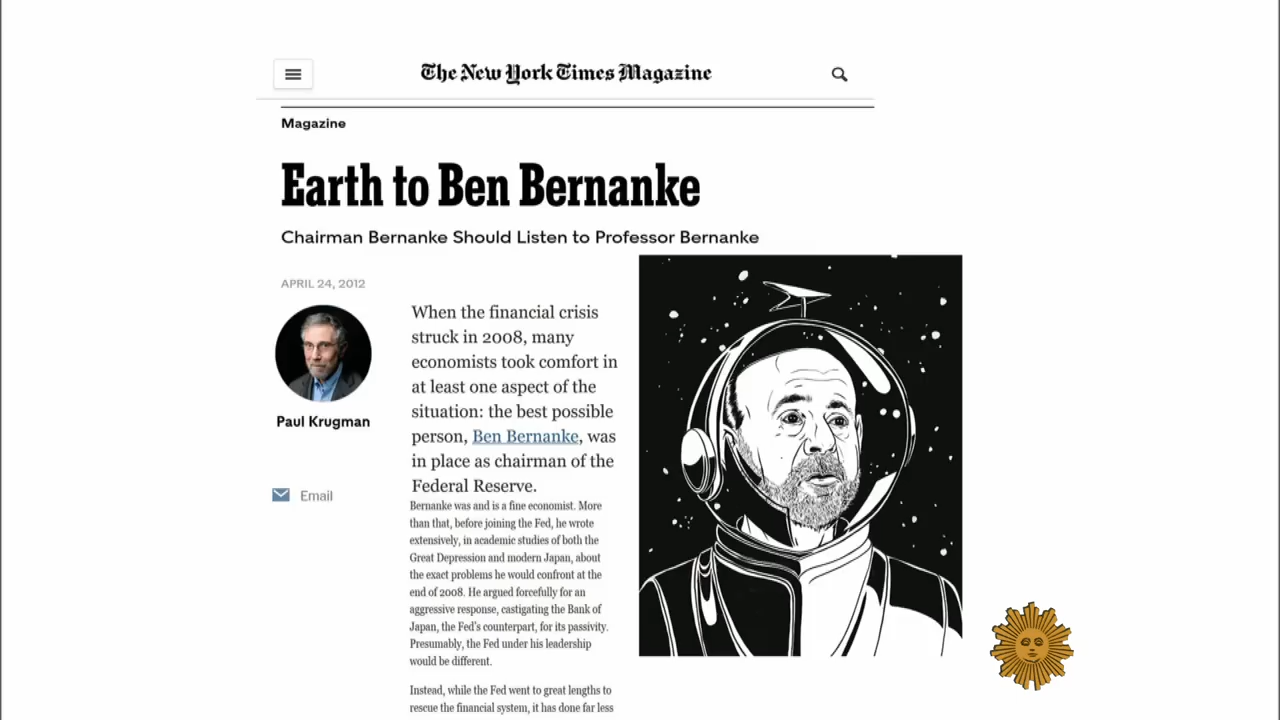 The New York Times Magazine
Magazine
Earth to Ben Bernanke
Chairman Bernanke Should Listen to Professor Bernanke
APRIL 24, 2012
Paul Krugman
Email
When the financial crisis
struck in 2008, many
economists took comfort in
at least one aspect of the
situation: the best possible
person, Ben Bernanke, was
in place as chairman of the
Federal Reserve.
Bernanke was and is a fine economist. More
than that, before joining the Fed, he wrote
extensively, in academic studies of both the
Great Depression and modern Japan, about
the exact problems he would confront at the
end of 2008. He argued forcefully for an
aggressive response, castigating the Bank of
Japan, the Fed's counterpart, for its passivity.
Presumably, the Fed under his leadership
would be different.
Instead, while the Fed went to great lengths to
rescue the financial system, it has done far less